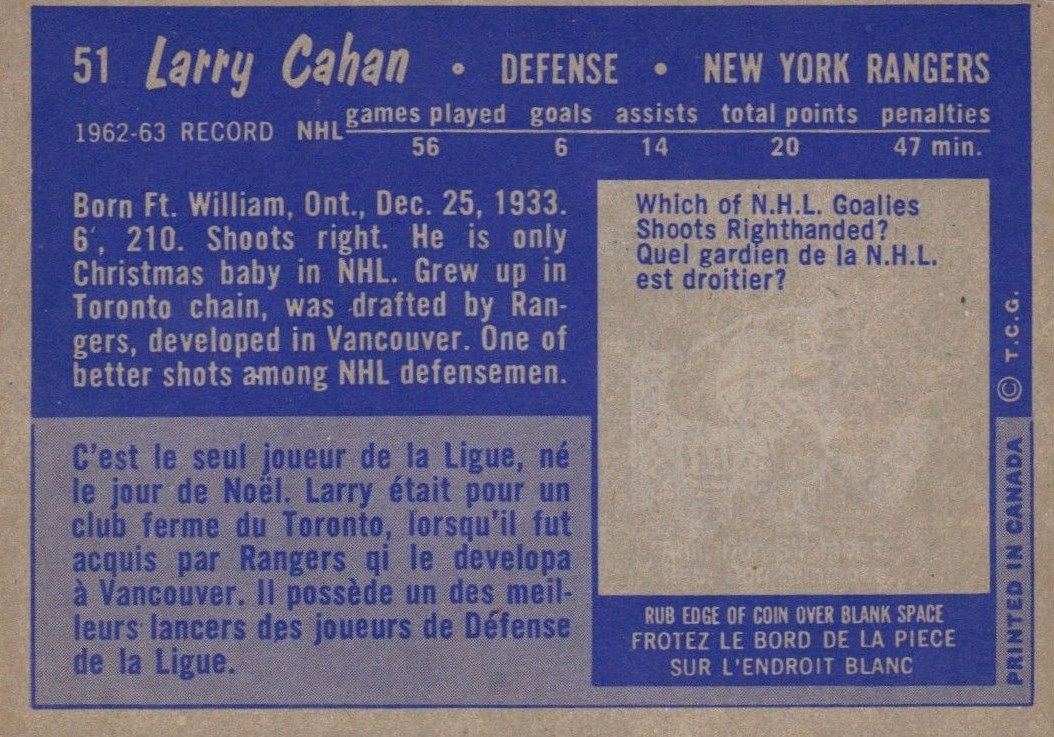 51 Larry Cahan • DEFENSE • NEW YORK RANGERS
games played goals assists total points penalties
1962-63 RECORD NHL
56 6 14 20 47 min.
Born Ft. William, Ont., Dec. 25, 1933.
6', 210. Shoots right. He is only
Christmas baby in NHL. Grew up in
Toronto chain, was drafted by Ran-
gers, developed in Vancouver. One of
better shots among NHL defensemen.
C'est le seul joueur de la Ligue, né
le jour de Noël. Larry était pour un
club ferme du Toronto, lorsqu'il fut
acquis par Rangers qi le developa
à Vancouver. Il possède un des meil-
leurs lancers des joueurs de Défense
de la Ligue.
Which of N.H.L. Goalies
Shoots Righthanded?
Quel gardien de la N.H.L.
est droitier?
RUB EDGE OF COIN OVER BLANK SPACE
FROTEZ LE BORD DE LA PIECE
SUR L'ENDROIT BLANC
PRINTED IN CANADA © T.C.G.